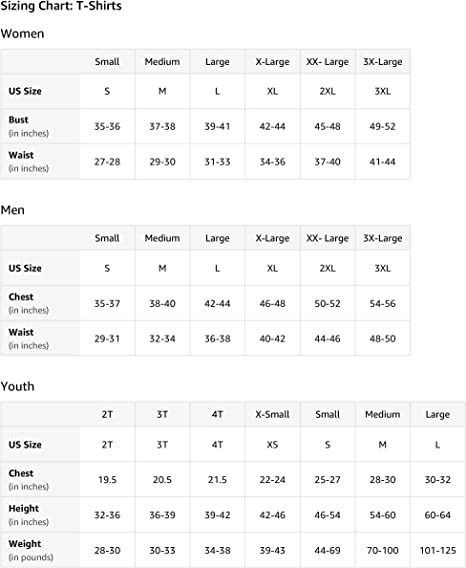 Sizing Chart: T-Shirts
Women
Small Medium Large X-Large XX- Large 3X-Large
US Size S M L XL 2XL 3XL
Bust
(in inches) 35-36 37-38 39-41 42-44 45-48 49-52
Waist
(in inches) 27-28 29-30 31-33 34-36 37-40 41-44
Men
Small Medium Large X-Large XX- Large 3X-Large
US Size S M L XL 2XL 3XL
Chest
(in inches) 35-37 38-40 42-44 46-48 50-52 54-56
Waist
(in inches) 29-31 32-34 36-38 40-42 44-46 48-50
Youth
2T 3T 4T X-Small Small Medium Large
US Size 2T 3T 4T XS S M L
Chest
(in inches) 19.5 20.5 21.5 22-24 25-27 28-30 30-32
Height
(in inches) 32-36 36-39 39-42 42-46 46-54 54-60 60-64
Weight
(in pounds) 28-30 30-33 34-38 39-43 44-69 70-100 101-125